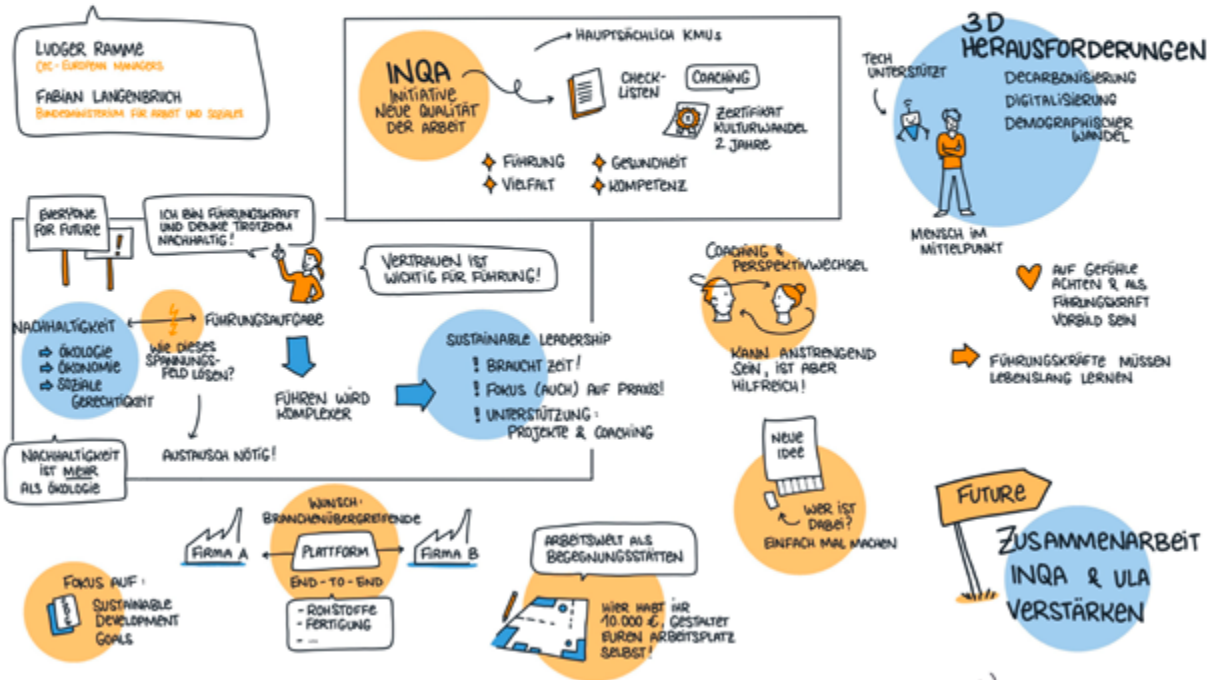 LUDGER RAMME
CEC-EUROPEAN MANAGERS
FABIAN LANGENBRUCH
BUNDESMINISTERIUM FÜR ARBEIT UND SOZIALES
INQA
INITIATIVE
NEUE QUALITÄT
DER ARBEIT
HAUPTSÄCHLICH KMUs
CHECK-
LISTEN
COACHING
ZERTIFIKAT
KULTURWANDEL
2 JAHRE
FÜHRUNG
GESUNDHEIT
VIELFALT
KOMPETENZ
3D
HERAUSFORDERUNGEN
TECH
UNTERSTÜTZT
DECARBONISIERUNG
DIGITALISIERUNG
DEMOGRAPHISCHER
WANDEL
MENSCH IM
MITTELPUNKT
EVERYONE
FOR FUTURE
!
ICH BIN FÜHRUNGSKRAFT
UND DENKE TROTZDEM
NACHHALTIG!
VERTRAUEN IST
WICHTIG FÜR FÜHRUNG!
NACHHALTIGKEIT
FÜHRUNGSAUFGABE
ÖKOLOGIE
ÖKONOMIE
SOZIALE
GERECHTIGKEIT
WIE DIESES
SPANNUNGS-
FELD LÖSEN?
AUSTAUSCH NÖTIG!
FÜHREN WIRD
KOMPLEXER
SUSTAINABLE LEADERSHIP
! BRAUCHT ZEIT!
! FOKUS (AUCH) AUF PRAXIS!
! UNTERSTÜTZUNG:
PROJEKTE & COACHING
NACHHALTIGKEIT
IST MEHR
ALS ÖKOLOGIE
COACHING &
PERSPEKTIVWECHSEL
KANN ANSTRENGEND
SEIN, IST ABER
HILFREICH!
AUF GEFÜHLE
ACHTEN & ALS
FÜHRUNGSKRAFT
VORBILD SEIN
FÜHRUNGSKRÄFTE MÜSSEN
LEBENSLANG LERNEN
NEUE
IDEE
WER IST
DABEI?
EINFACH MAL MACHEN
FUTURE
ZUSAMMENARBEIT
INQA & ULA
VERSTÄRKEN
WUNSCH:
BRANCHENÜBERGREIFENDE
FIRMA A
PLATTFORM
FIRMA B
END-TO-END
- ROHSTOFFE
- FERTIGUNG
- ...
FOKUS AUF:
SUSTAINABLE
DEVELOPMENT
GOALS
ARBEITSWELT ALS
BEGEGNUNGSSTÄTTEN
HIER HABT IHR
10.000 €, GESTALTET
EUREN ARBEITSPLATZ
SELBST!